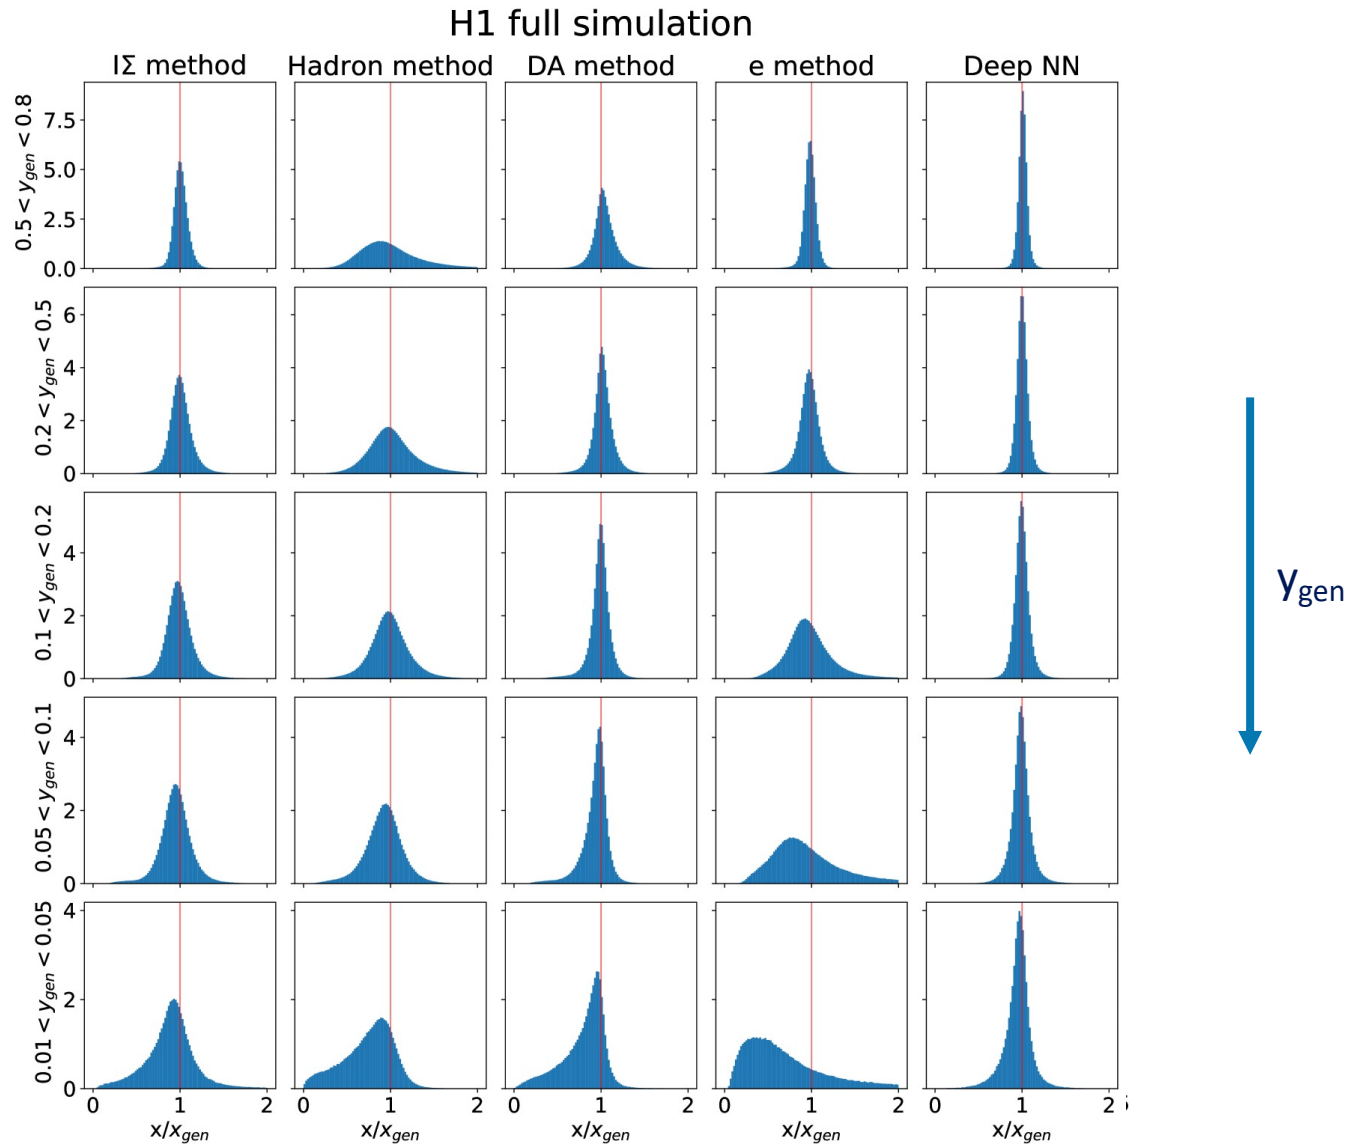 H1 full simulation
IΣ method Hadron method DA method e method Deep NN
0.5 < y_gen < 0.8
7.5
5.0
2.5
0.0
0 1 2 0 1 2 0 1 2 0 1 2 0 1 2
0.2 < y_gen < 0.5
6
4
2
0
0.1 < y_gen < 0.2
4
2
0
y_gen
0.05 < y_gen < 0.1
4
2
0
0.01 < y_gen < 0.05
4
2
0
x/x_gen x/x_gen x/x_gen x/x_gen x/x_gen